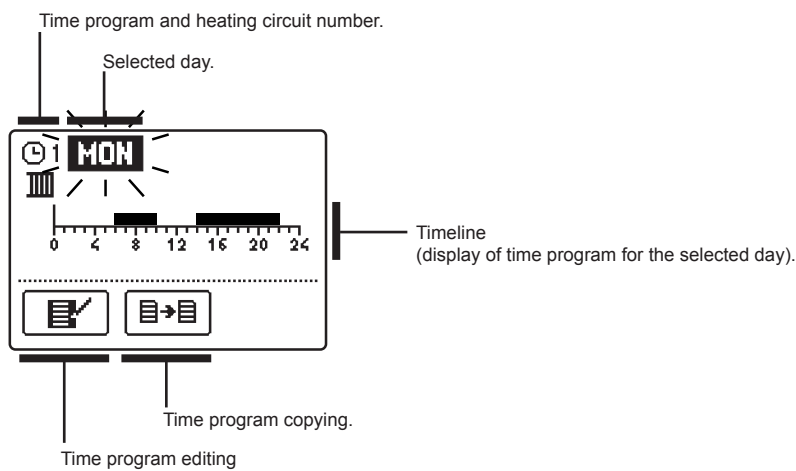 Time program and heating circuit number.
Selected day.
1 MON
0 4 8 12 16 20 24
Timeline
(display of time program for the selected day).
Time program copying.
Time program editing